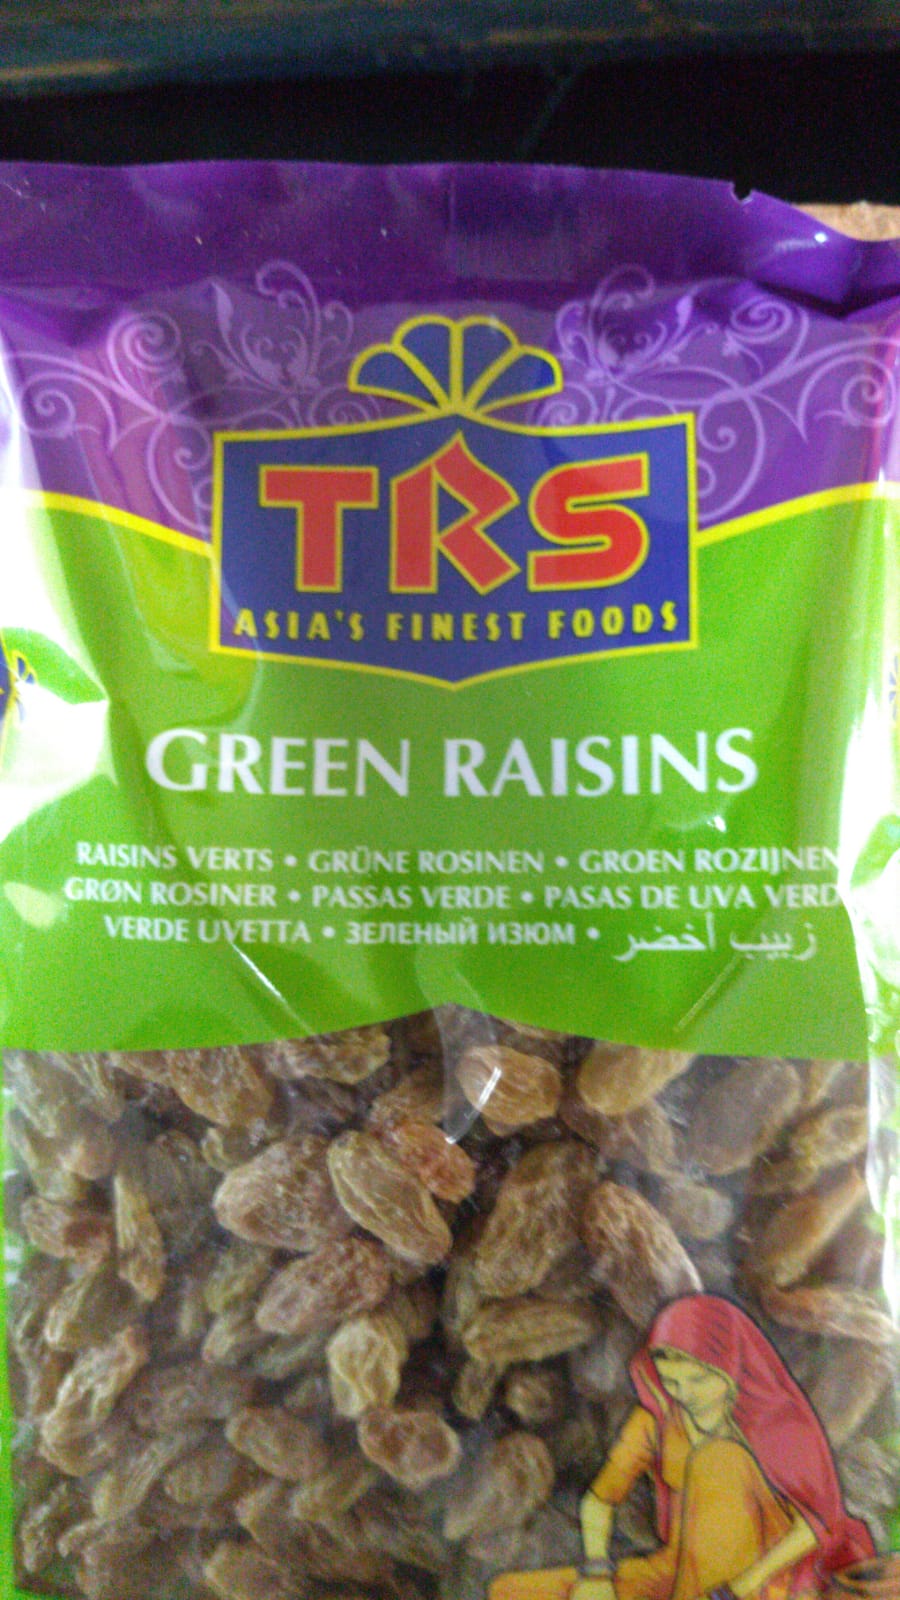 TRS
ASIA'S FINEST FOODS
GREEN RAISINS
RAISINS VERTS • GRÜNE ROSINEN • GROEN ROZIJNEN
GRØN ROSINER • PASSAS VERDE • PASAS DE UVA VERD
VERDE UVETTA • ЗЕЛЕНЫЙ ИЗЮМ • زبيب أخضر